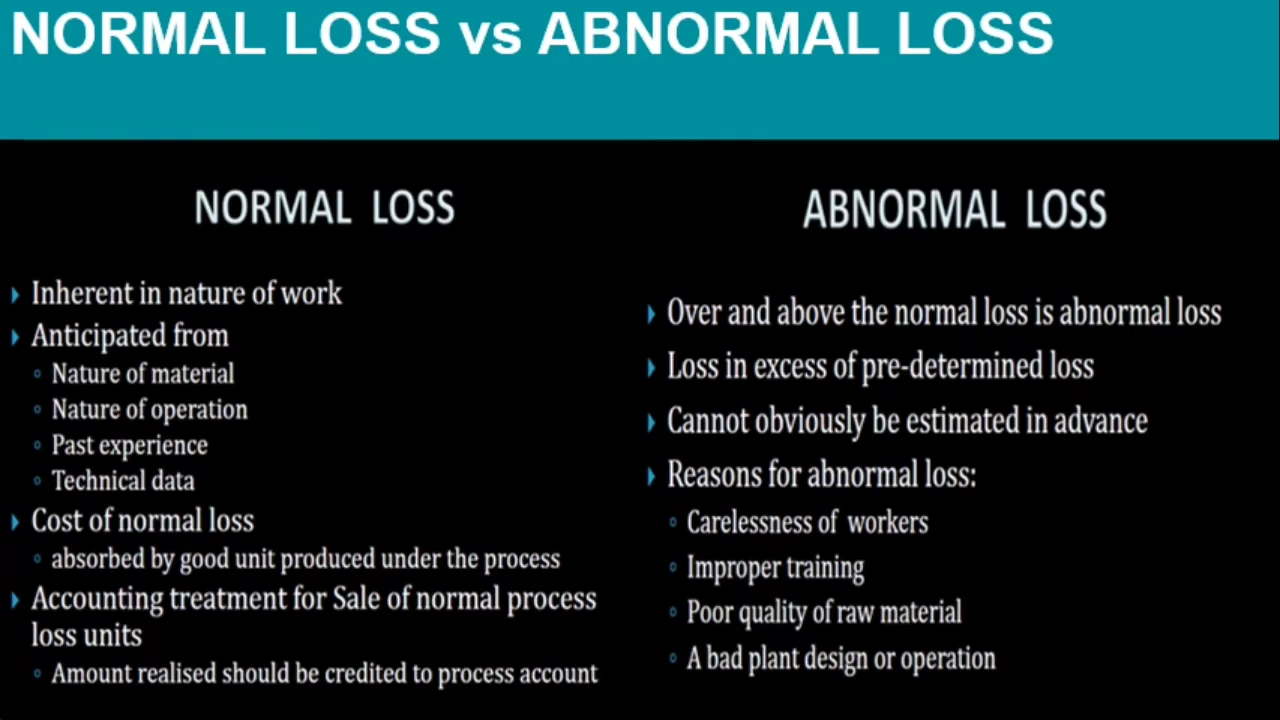 NORMAL LOSS vs ABNORMAL LOSS
NORMAL LOSS
Inherent in nature of work
Anticipated from
Nature of material
Nature of operation
Past experience
Technical data
Cost of normal loss
absorbed by good unit produced under the process
Accounting treatment for Sale of normal process
loss units
Amount realised should be credited to process account
ABNORMAL LOSS
Over and above the normal loss is abnormal loss
Loss in excess of pre-determined loss
Cannot obviously be estimated in advance
Reasons for abnormal loss:
Carelessness of workers
Improper training
Poor quality of raw material
A bad plant design or operation